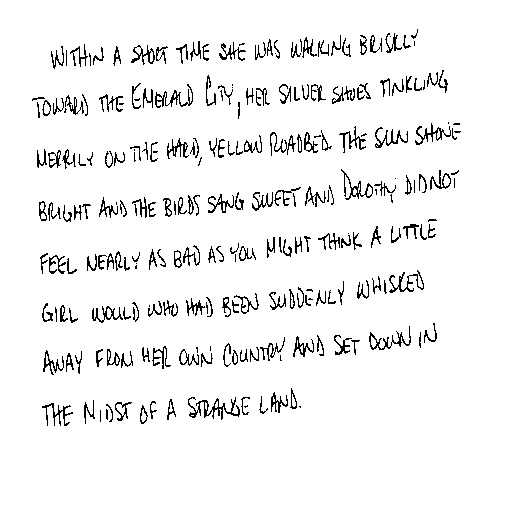 WITHIN A SHORT TIME SHE WAS WALKING BRISKLY
TOWARD THE EMERALD CITY, HER SILVER SHOES TINKLING
MERRILY ON THE HARD, YELLOW ROADBED. THE SUN SHONE
BRIGHT AND THE BIRDS SANG SWEET AND DOROTHY DID NOT
FEEL NEARLY AS BAD AS YOU MIGHT THINK A LITTLE
GIRL WOULD WHO HAD BEEN SUDDENLY WHISKED
AWAY FROM HER OWN COUNTRY AND SET DOWN IN
THE MIDST OF A STRANGE LAND.